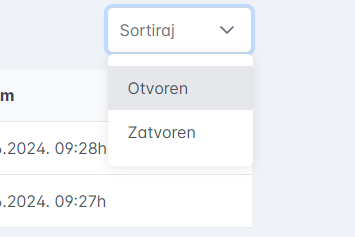 Sortiraj
Otvoren
m
.2024. 09:28h
Zatvoren
.2024. 09:27h